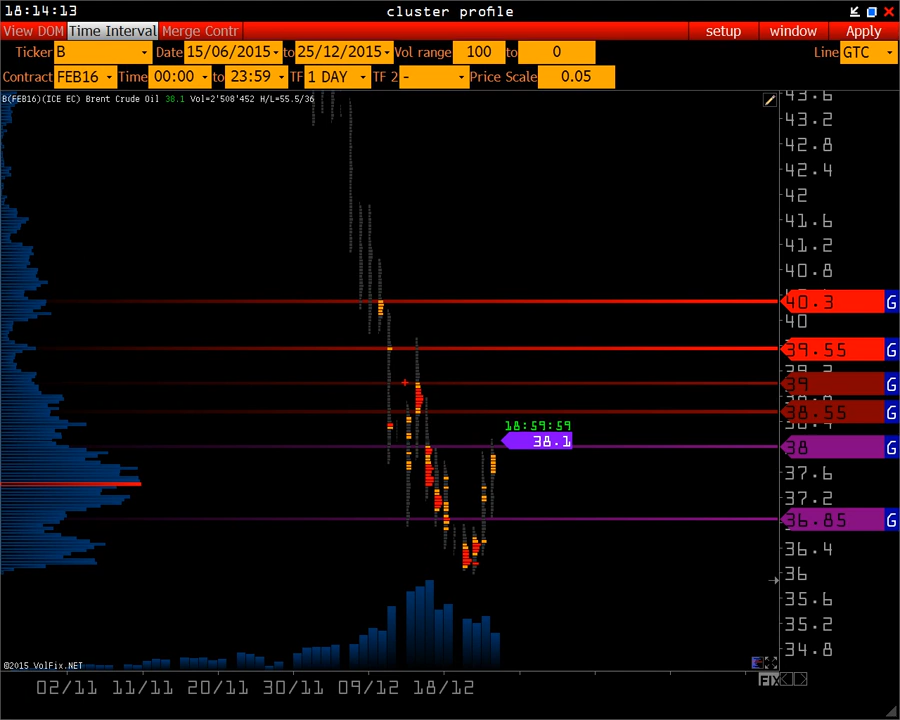 18:14:13 cluster profile
View DOM Time Interval Merge Contr setup window Apply
Ticker B Date 15/06/2015 to 25/12/2015 Vol range 100 to 0 Line GTC
Contract FEB16 Time 00:00 to 23:59 TF 1 DAY TF 2 - Price Scale 0.05
B(FEB16)(ICE EC) Brent Crude Oil 38.1 Vol=2'508'452 H/L=55.5/36
43.6
43.2
42.8
42.4
42
41.6
41.2
40.8
40.3 G
40
39.55 G
39 G
38.55 G
18:59:59
38.1
38 G
37.6
37.2
36.85 G
36.4
36
35.6
35.2
34.8
©2015 VolFix.NET
FIX
02/11 11/11 20/11 30/11 09/12 18/12